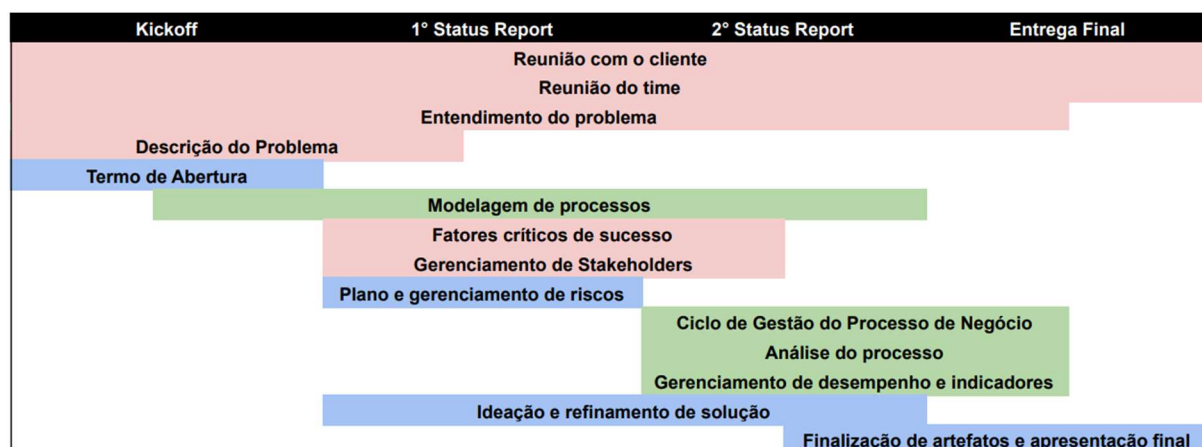 Kickoff 1° Status Report 2° Status Report Entrega Final
Reunião com o cliente
Reunião do time
Entendimento do problema
Descrição do Problema
Termo de Abertura
Modelagem de processos
Fatores críticos de sucesso
Gerenciamento de Stakeholders
Plano e gerenciamento de riscos
Ciclo de Gestão do Processo de Negócio
Análise do processo
Gerenciamento de desempenho e indicadores
Ideação e refinamento de solução
Finalização de artefatos e apresentação final